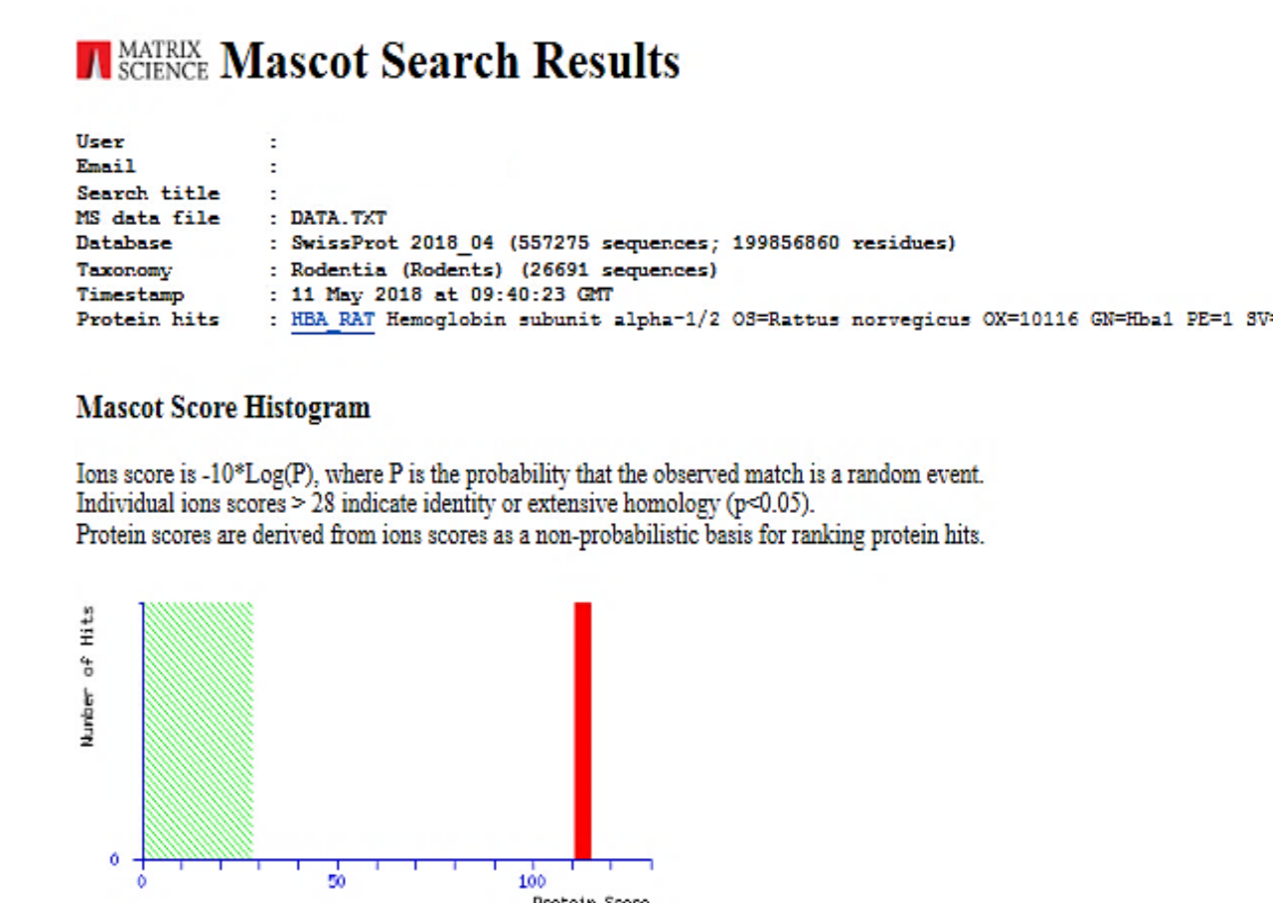 MATRIX
SCIENCE
Mascot Search Results
User :
Email :
Search title :
MS data file : DATA.TXT
Database : SwissProt 2018_04 (557275 sequences; 199856860 residues)
Taxonomy : Rodentia (Rodents) (26691 sequences)
Timestamp : 11 May 2018 at 09:40:23 GMT
Protein hits : HBA_RAT Hemoglobin subunit alpha-1/2 OS=Rattus norvegicus OX=10116 GN=Hba1 PE=1 SV=
Mascot Score Histogram
Ions score is -10*Log(P), where P is the probability that the observed match is a random event.
Individual ions scores > 28 indicate identity or extensive homology (p<0.05).
Protein scores are derived from ions scores as a non-probabilistic basis for ranking protein hits.
Number of Hits
0
0 50 100
Protein Score